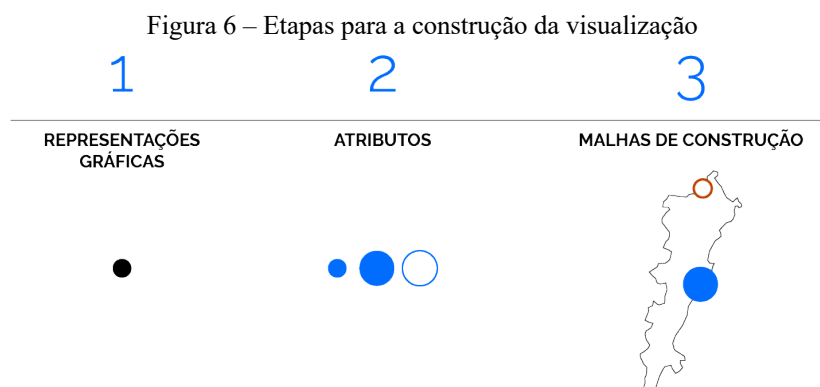 Figura 6 – Etapas para a construção da visualização
1
2
3
REPRESENTAÇÕES
GRÁFICAS
ATRIBUTOS
MALHAS DE CONSTRUÇÃO